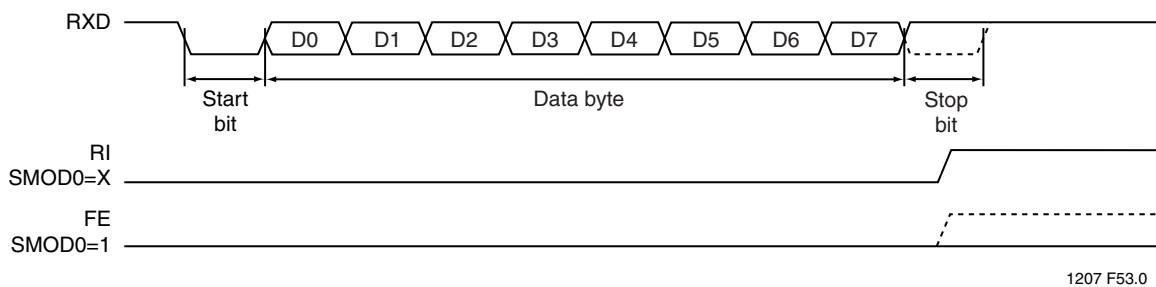 RXD
D0 D1 D2 D3 D4 D5 D6 D7
Start
bit
Data byte
Stop
bit
RI
SMOD0=X
FE
SMOD0=1
1207 F53.0